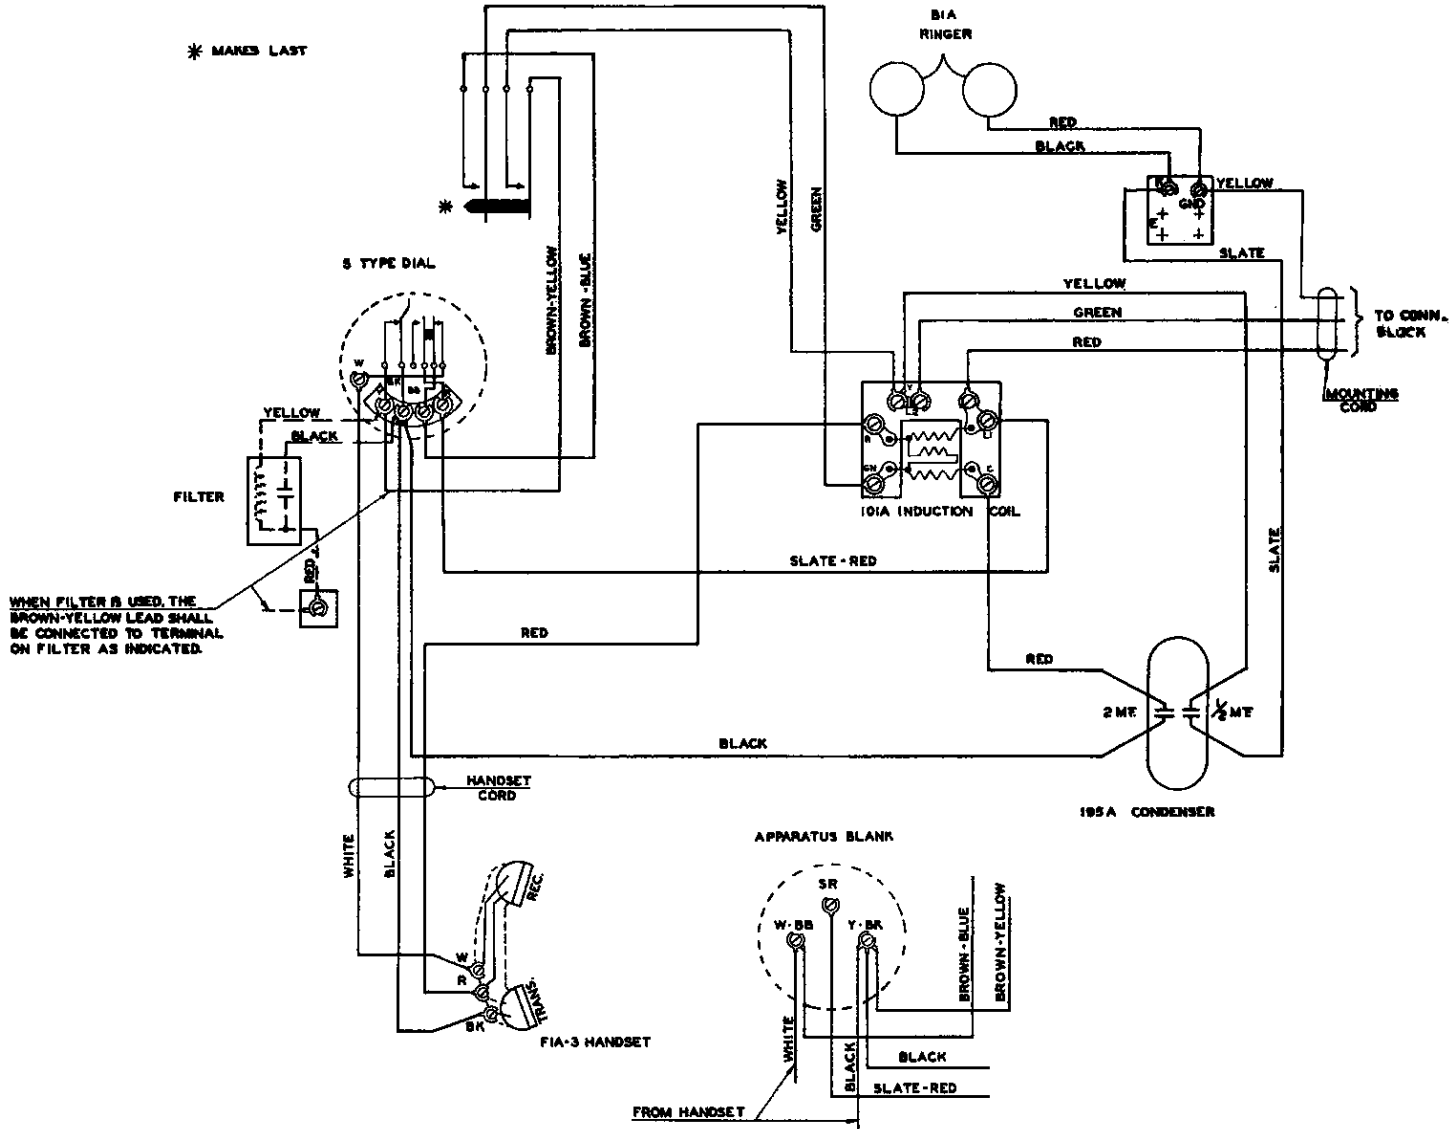 * MAKES LAST
B1A
RINGER
RED
BLACK
YELLOW
GREEN
K
YELLOW
GND
E
SLATE
5 TYPE DIAL
BROWN-YELLOW
BROWN-BLUE
*
YELLOW
GREEN
RED
TO CONN.
BLOCK
MOUNTING
CORD
W
BK
BB
Y
YELLOW
BLACK
FILTER
RED
R
GN
C
101A INDUCTION COIL
SLATE-RED
SLATE
WHEN FILTER IS USED, THE
BROWN-YELLOW LEAD SHALL
BE CONNECTED TO TERMINAL
ON FILTER AS INDICATED.
RED
RED
2 MF.
1/2 MF
BLACK
HANDSET
CORD
195A CONDENSER
WHITE
BLACK
REC.
W
R
BK
TRANS.
F1A-3 HANDSET
APPARATUS BLANK
SR
W-BB
Y-BK
BROWN-BLUE
BROWN-YELLOW
WHITE
BLACK
BLACK
SLATE-RED
FROM HANDSET